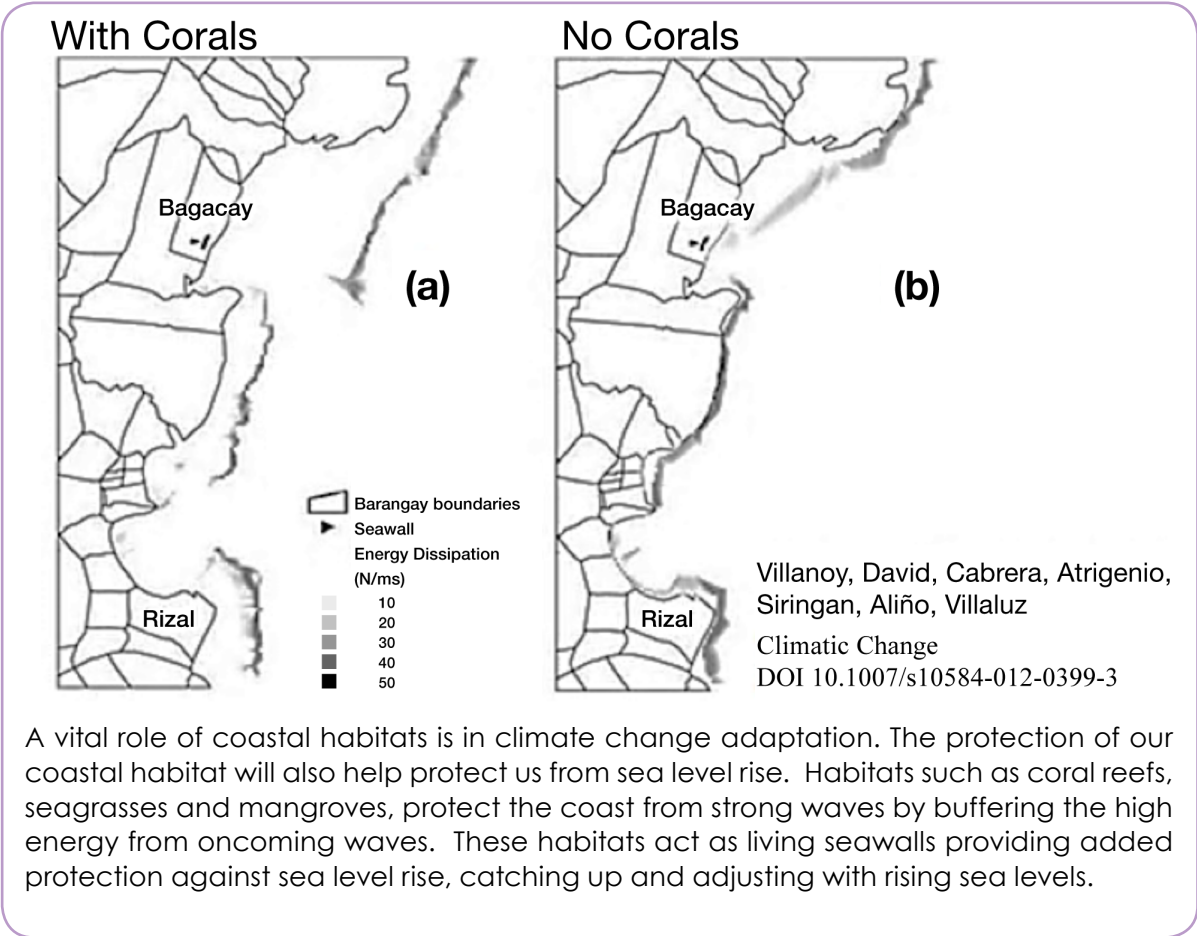 With Corals
No Corals
Bagacay
(a)
Bagacay
(b)
Barangay boundaries
Seawall
Energy Dissipation
(N/ms)
10
20
30
40
50
Rizal
Rizal
Villanoy, David, Cabrera, Atrigenio,
Siringan, Aliño, Villaluz
Climatic Change
DOI 10.1007/s10584-012-0399-3
A vital role of coastal habitats is in climate change adaptation. The protection of our
coastal habitat will also help protect us from sea level rise. Habitats such as coral reefs,
seagrasses and mangroves, protect the coast from strong waves by buffering the high
energy from oncoming waves. These habitats act as living seawalls providing added
protection against sea level rise, catching up and adjusting with rising sea levels.